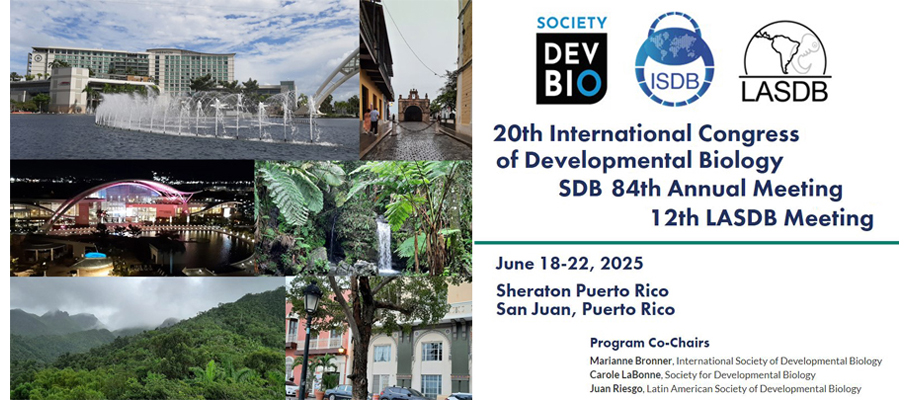 SOCIETY
DEV
BIO
ISDB
LASDB
20th International Congress
of Developmental Biology
SDB 84th Annual Meeting
12th LASDB Meeting
June 18-22, 2025
Sheraton Puerto Rico
San Juan, Puerto Rico
Program Co-Chairs
Marianne Bronner, International Society of Developmental Biology
Carole LaBonne, Society for Developmental Biology
Juan Riesgo, Latin American Society of Developmental Biology